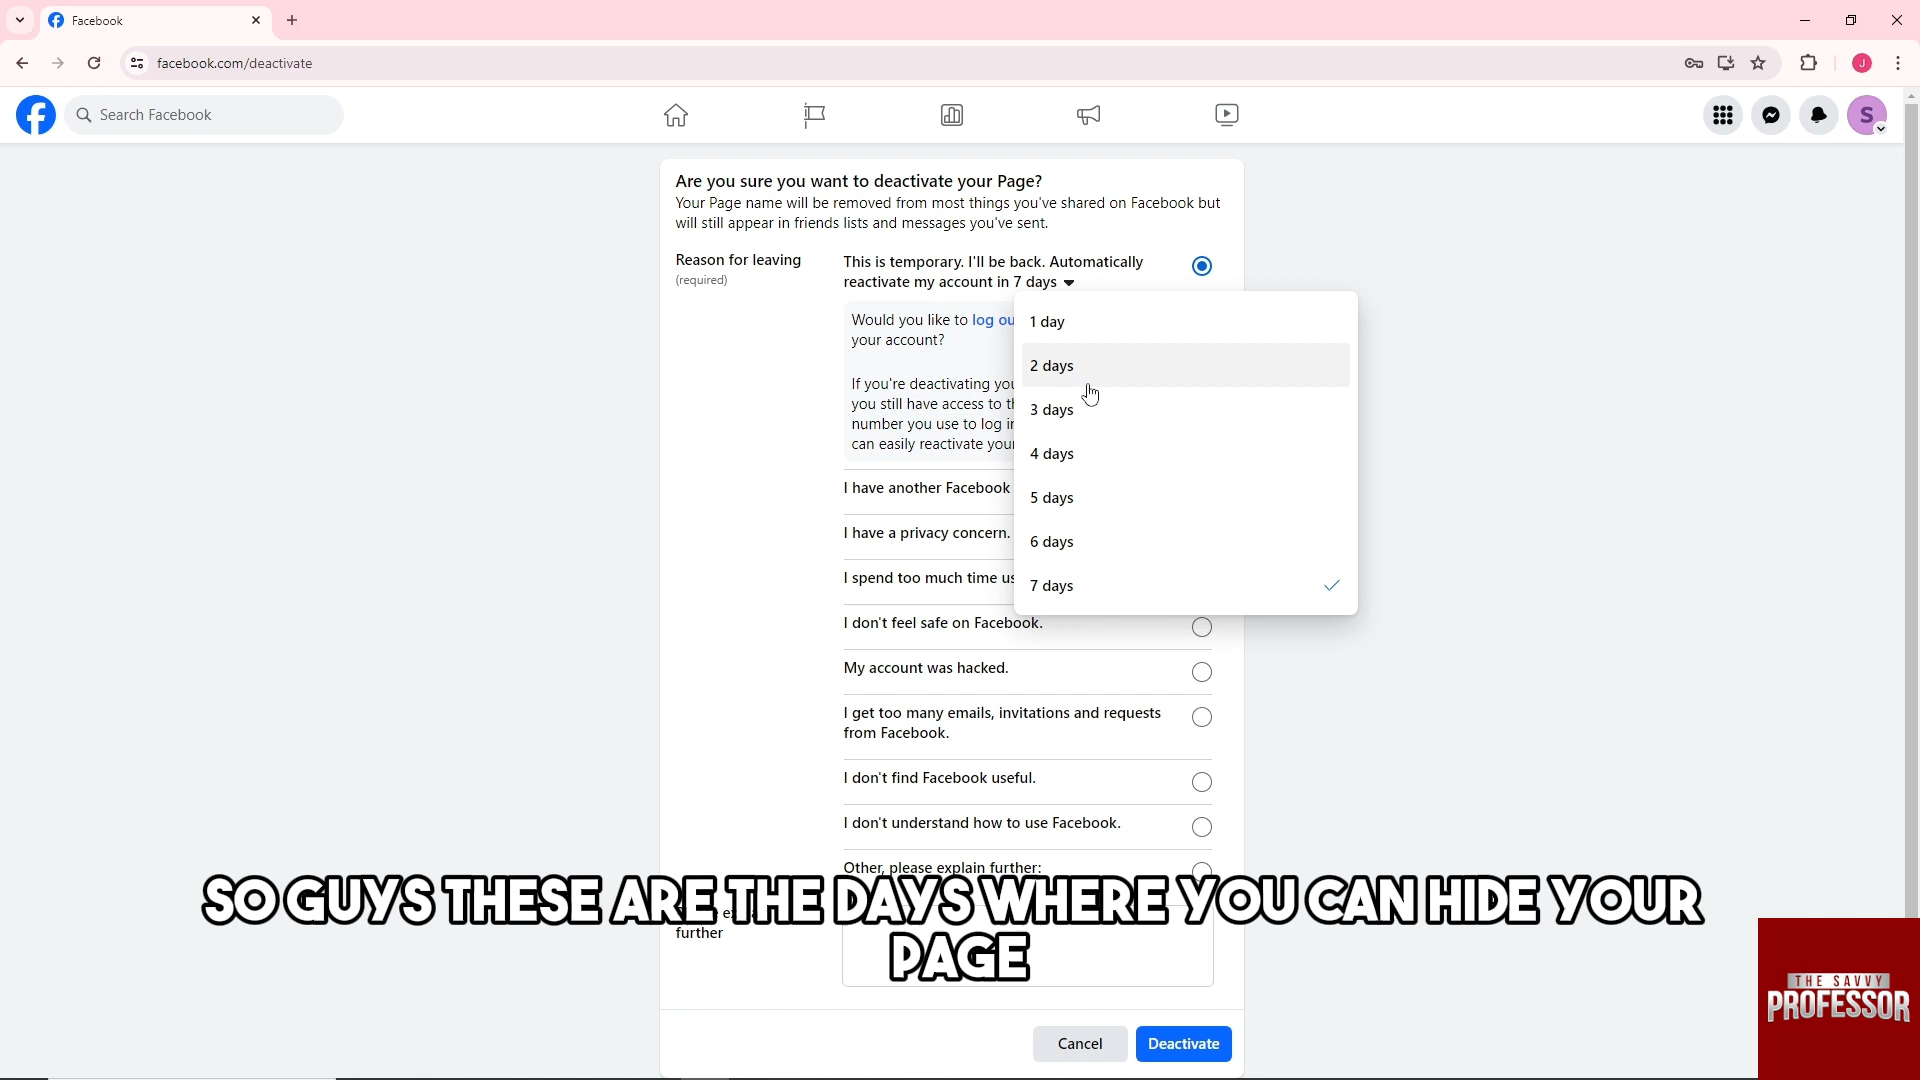 Facebook
facebook.com/deactivate
J
Search Facebook
S
Are you sure you want to deactivate your Page?
Your Page name will be removed from most things you've shared on Facebook but
will still appear in friends lists and messages you've sent.
Reason for leaving
(required)
This is temporary. I'll be back. Automatically
reactivate my account in 7 days
Would you like to log ou
your account?
If you're deactivating you
you still have access to th
number you use to log in
can easily reactivate your
1 day
2 days
3 days
4 days
5 days
6 days
7 days
I have another Facebook
I have a privacy concern.
I spend too much time us
I don't feel safe on Facebook.
My account was hacked.
I get too many emails, invitations and requests
from Facebook.
I don't find Facebook useful.
I don't understand how to use Facebook.
Other, please explain further:
further
SO GUYS THESE ARE THE DAYS WHERE YOU CAN HIDE YOUR
PAGE
Cancel
Deactivate
THE SAVVY
PROFESSOR